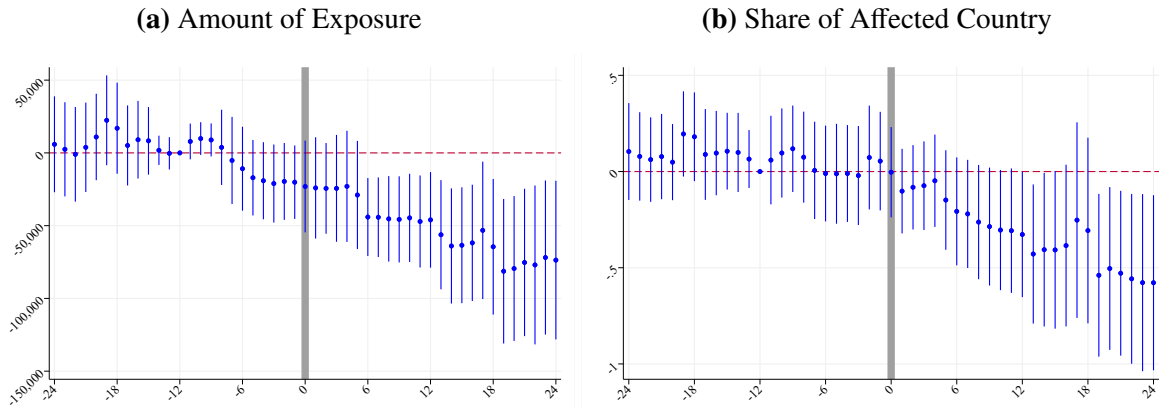 (a) Amount of Exposure
50,000
0
-50,000
-100,000
-150,000
-24 -18 -12 -6 0 6 12 18 24
(b) Share of Affected Country
.5
0
-.5
-1
-24 -18 -12 -6 0 6 12 18 24